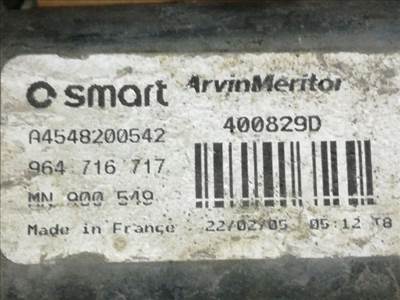 smart ArvinMeritor
A4548200542 400829D
964 716 717
MN 900 549
Made in France 22/02/05 05:12 T8